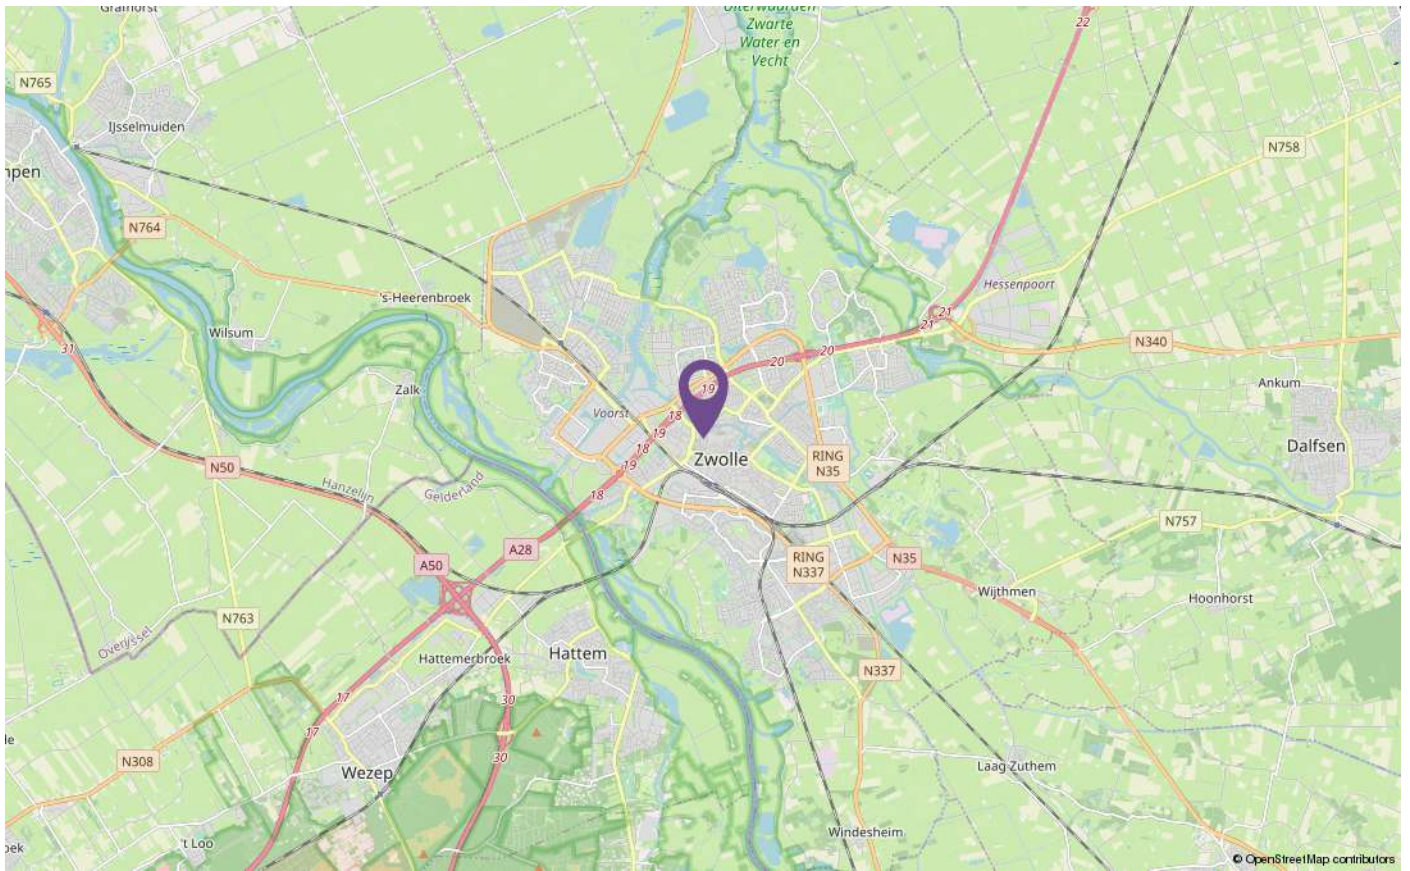 Gramorst
Uiterwaarden
Zwarte
Water en
Vecht
22
N765
IJsselmuiden
N758
mpen
N764
's-Heerenbroek
Hessenpoort
21
21
Wilsum
31
20
20
N340
Zalk
19
Ankum
Voorst
18
19
18
Zwolle
RING
N35
Dalfsen
19
N50
Hanzelijn
Gelderland
18
N757
A28
A50
RING
N337
N35
Wijthmen
Hoonhorst
N763
Overijssel
Hattemerbroek
Hattem
N337
17
30
17
30
N308
Wezep
Laag Zuthem
't Loo
Windesheim
© OpenStreetMap contributors